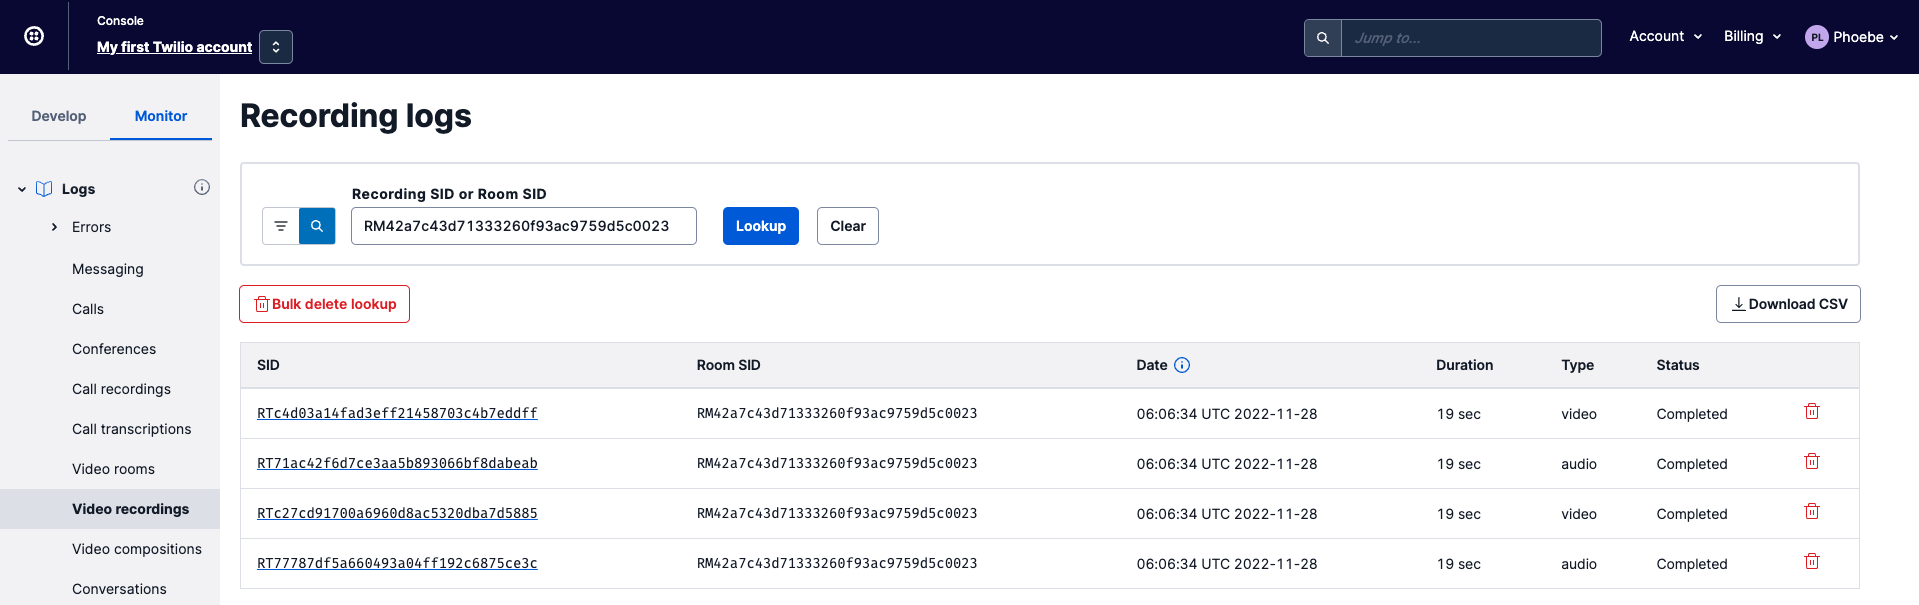 Console
My first Twilio account
Jump to...
Account
Billing
PL
Phoebe
Develop
Monitor
Logs
Errors
Messaging
Calls
Conferences
Call recordings
Call transcriptions
Video rooms
Video recordings
Video compositions
Conversations
Recording logs
Recording SID or Room SID
RM42a7c43d71333260f93ac9759d5c0023
Lookup
Clear
Bulk delete lookup
Download CSV
SID Room SID Date Duration Type Status
RTc4d03a14fad3eff21458703c4b7eddff RM42a7c43d71333260f93ac9759d5c0023 06:06:34 UTC 2022-11-28 19 sec video Completed
RT71ac42f6d7ce3aa5b893066bf8dabeab RM42a7c43d71333260f93ac9759d5c0023 06:06:34 UTC 2022-11-28 19 sec audio Completed
RTc27cd91700a6960d8ac5320dba7d5885 RM42a7c43d71333260f93ac9759d5c0023 06:06:34 UTC 2022-11-28 19 sec video Completed
RT77787df5a660493a04ff192c6875ce3c RM42a7c43d71333260f93ac9759d5c0023 06:06:34 UTC 2022-11-28 19 sec audio Completed